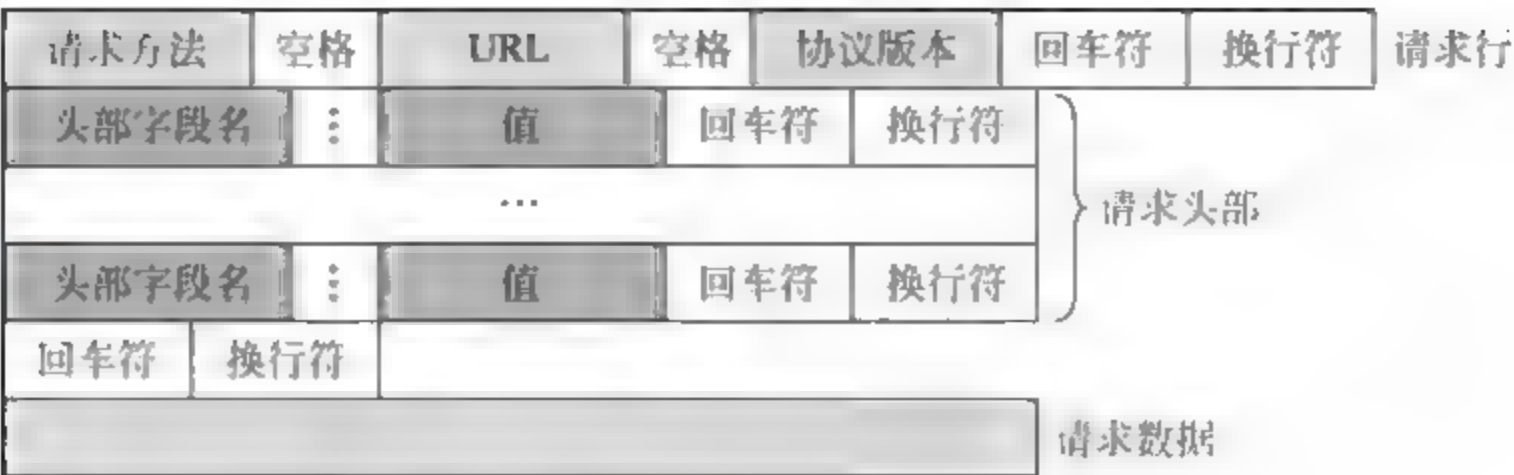 请求方法 空格 URL 空格 协议版本 回车符 换行符 请求行
头部字段名 : 值 回车符 换行符
... 请求头部
头部字段名 : 值 回车符 换行符
回车符 换行符
请求数据